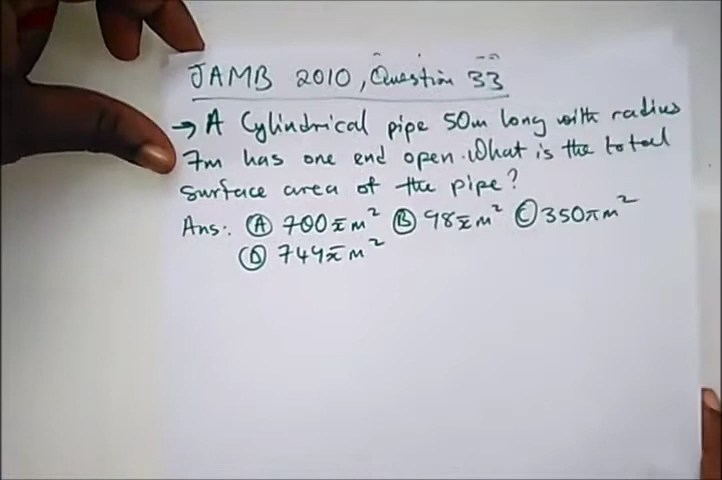 JAMB 2010, Question 33
→ A Cylindrical pipe 50m long with radius
7m has one end open. What is the total
surface area of the pipe?
Ans:. Ⓐ 700πm² Ⓑ 98πm² Ⓒ 350πm²
Ⓓ 749πm²